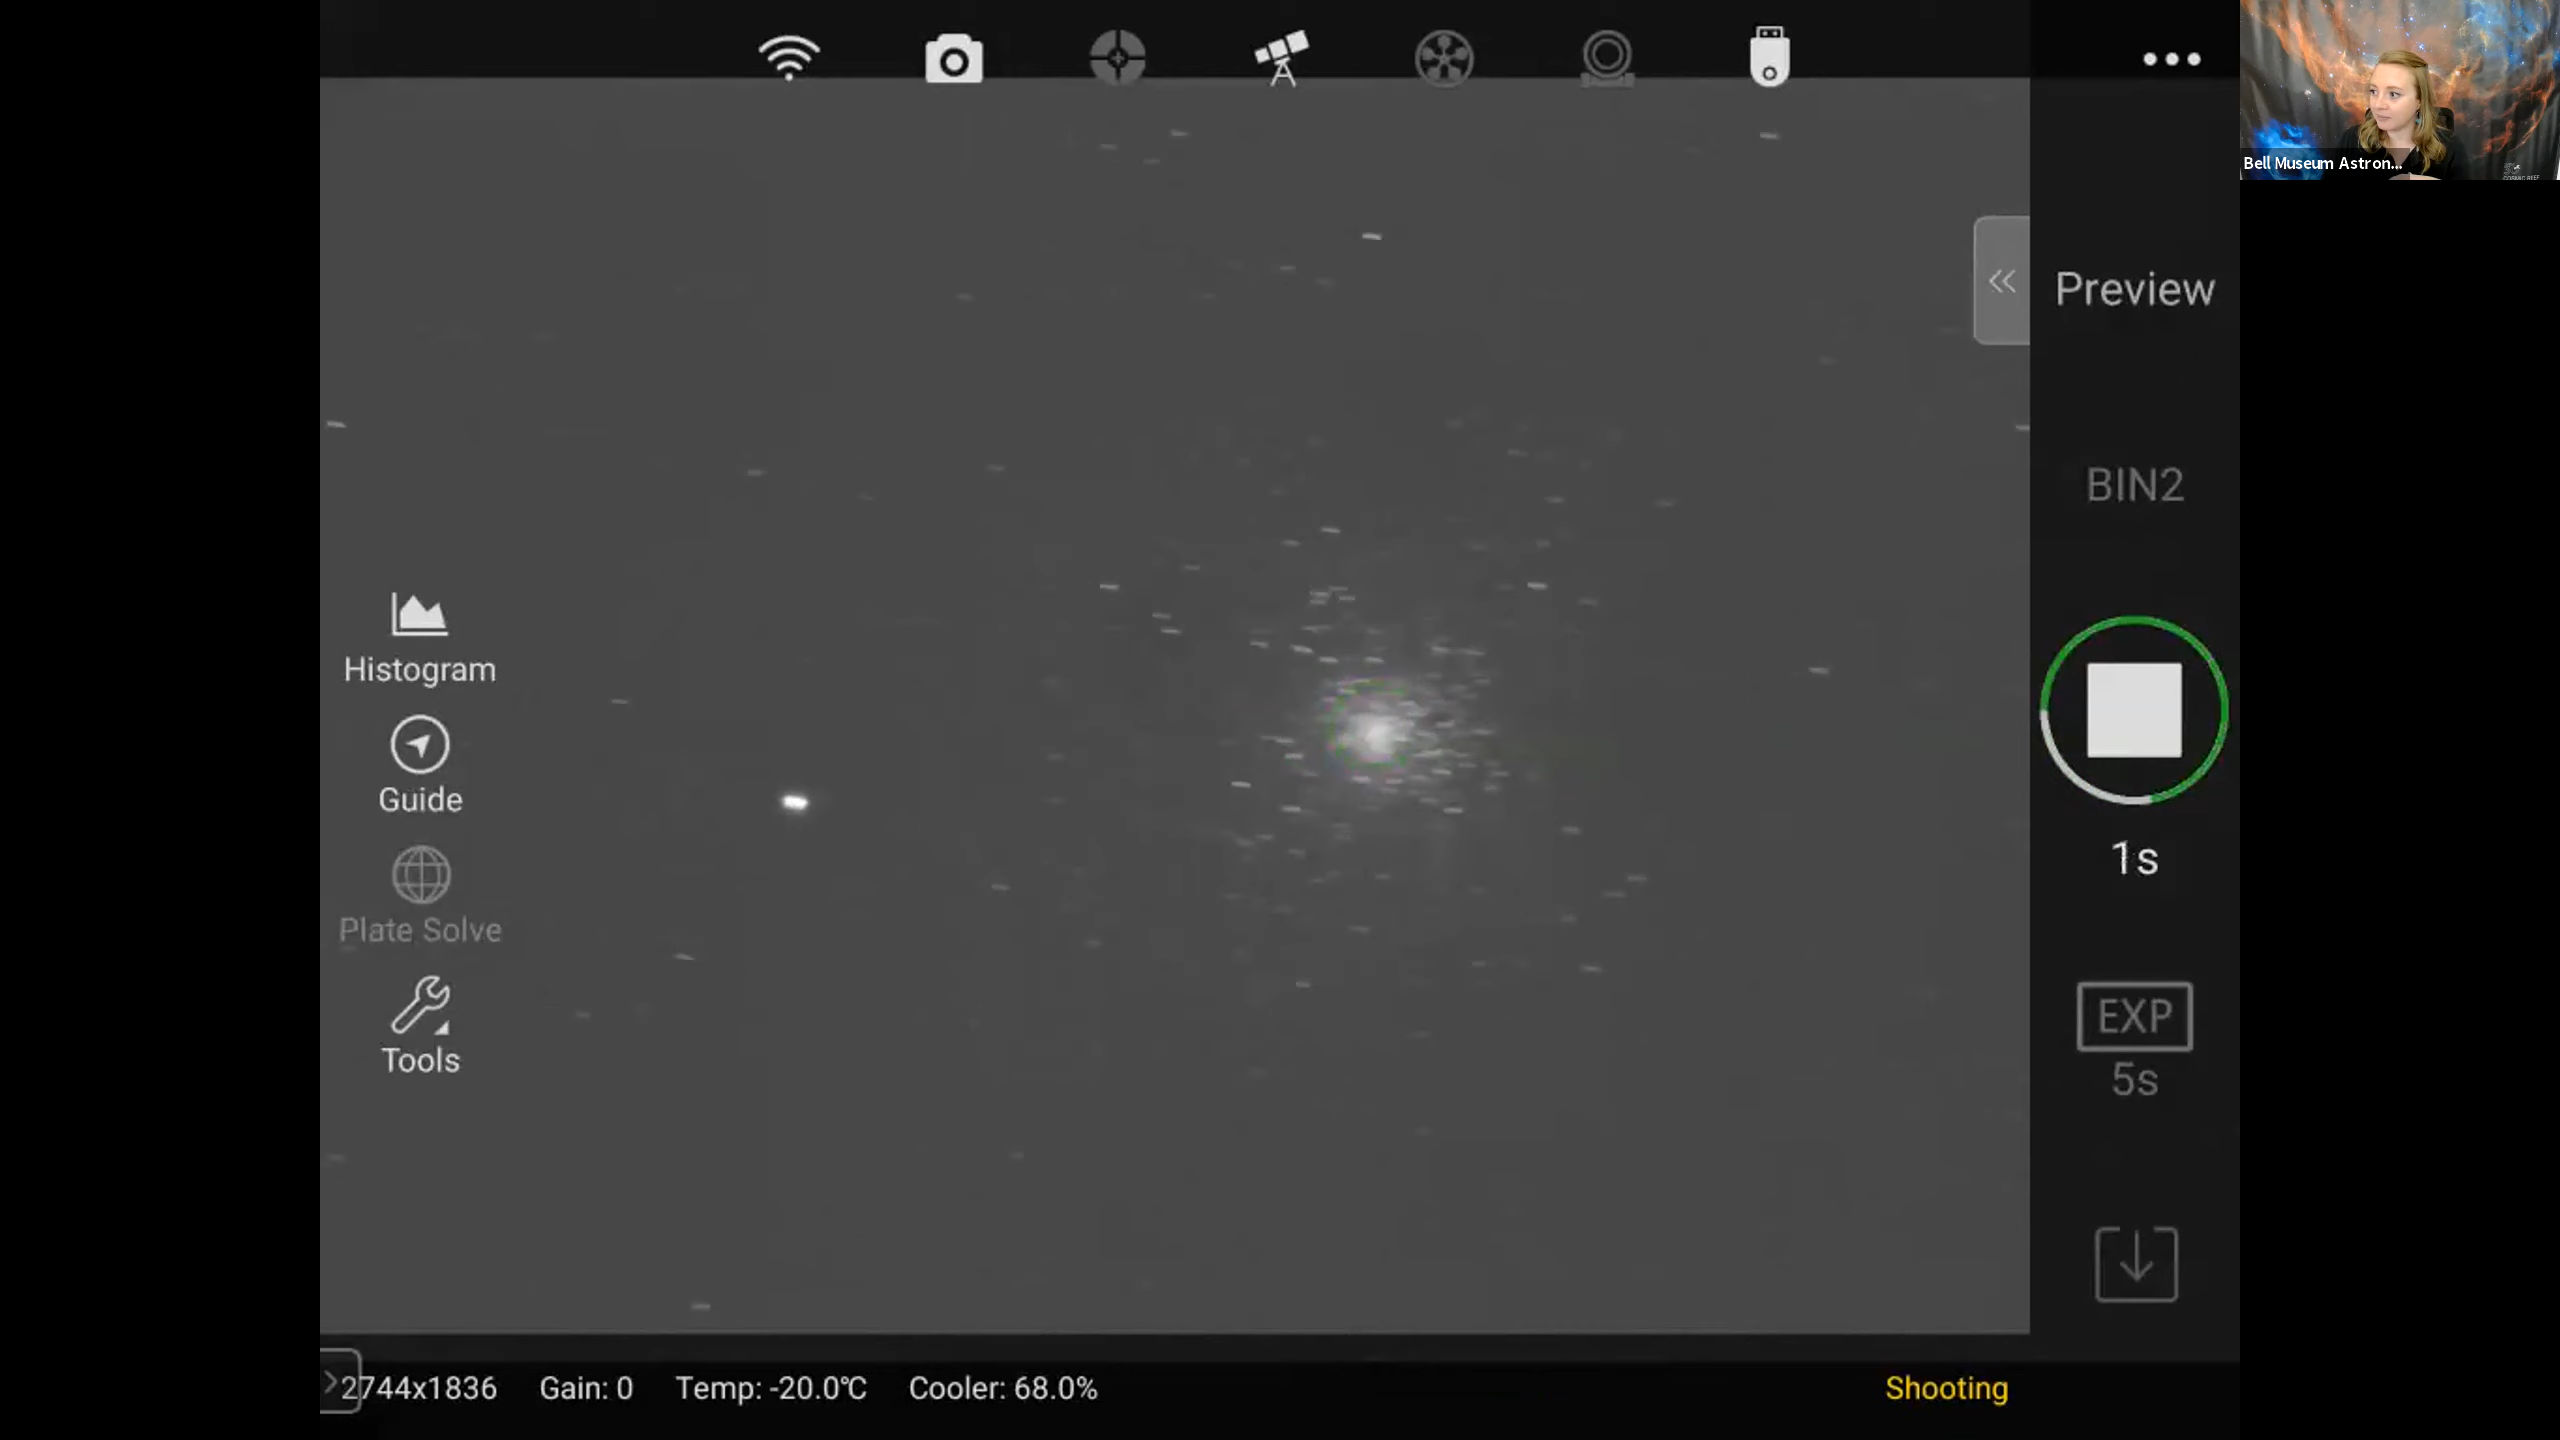 Bell Museum Astron...
Preview
BIN2
Histogram
Guide
1s
Plate Solve
EXP
5s
Tools
2744x1836 Gain: 0 Temp: -20.0℃ Cooler: 68.0% Shooting